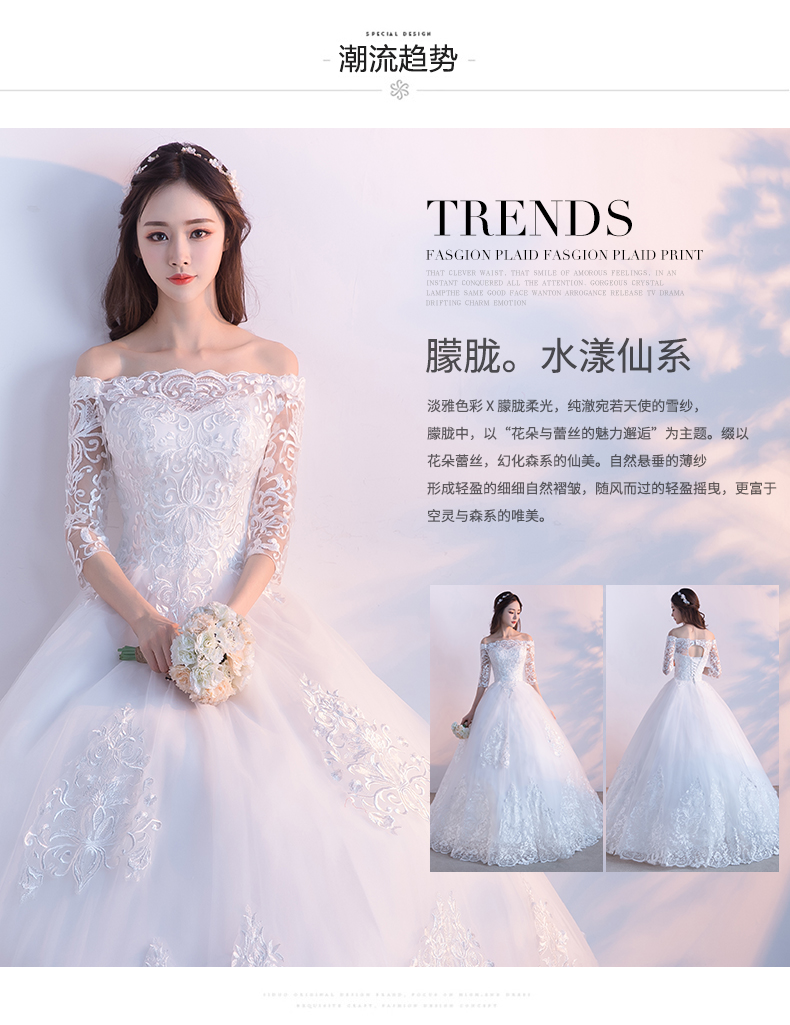 SPECIAL DESIGN
潮流趋势
TRENDS
FASGION PLAID FASGION PLAID PRINT
THAT CLEVER WAIST, THAT SMILE OF AMOROUS FEELINGS, IN AN
INSTANT CONQUERED ALL THE ATTENTION. GORGEOUS CRYSTAL
LAMPTHE SAME GOOD FACE WANTON ARROGANCE RELEASE TV DRAMA
DRIFTING CHARM EMOTION
朦胧。水漾仙系
淡雅色彩 X 朦胧柔光，纯澈宛若天使的雪纱，
朦胧中，以“花朵与蕾丝的魅力邂逅”为主题。缀以
花朵蕾丝，幻化森系的仙美。自然悬垂的薄纱
形成轻盈的细细自然褶皱，随风而过的轻盈摇曳，更富于
空灵与森系的唯美。